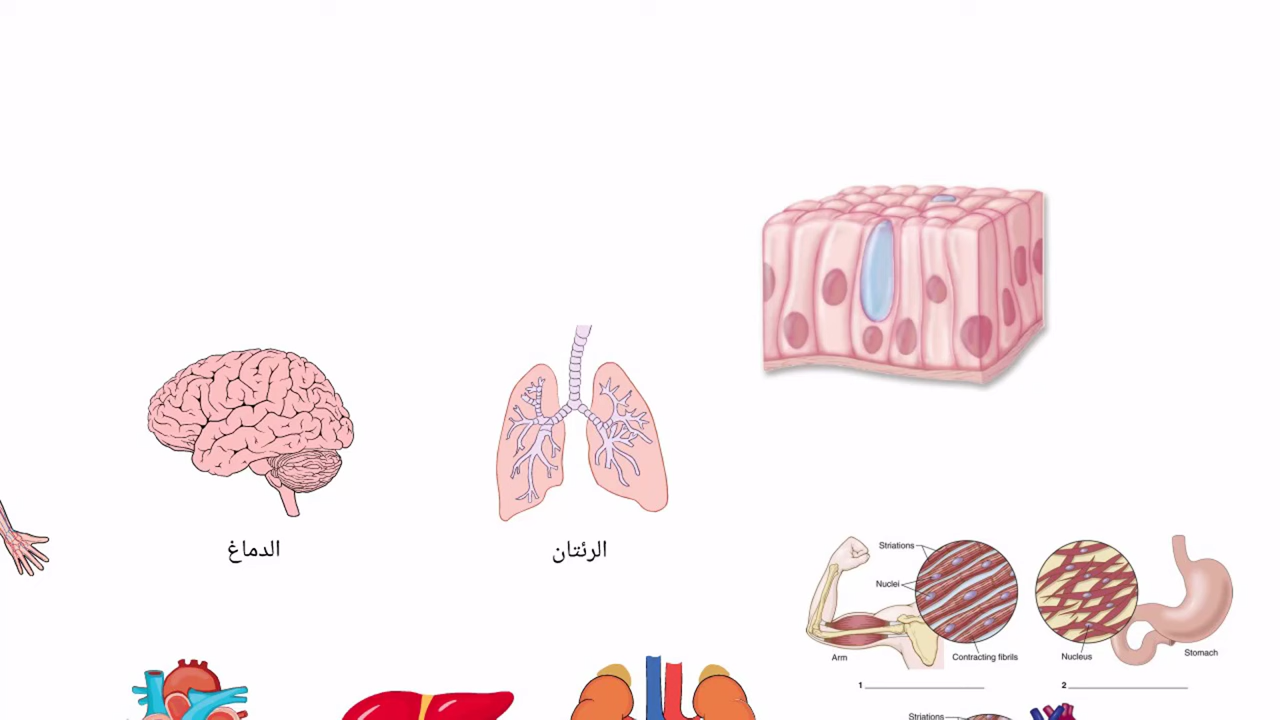 الدماغ
الرئتان
Striations
Nuclei
Arm
Contracting fibrils
Nucleus
Stomach
1
2
Striations